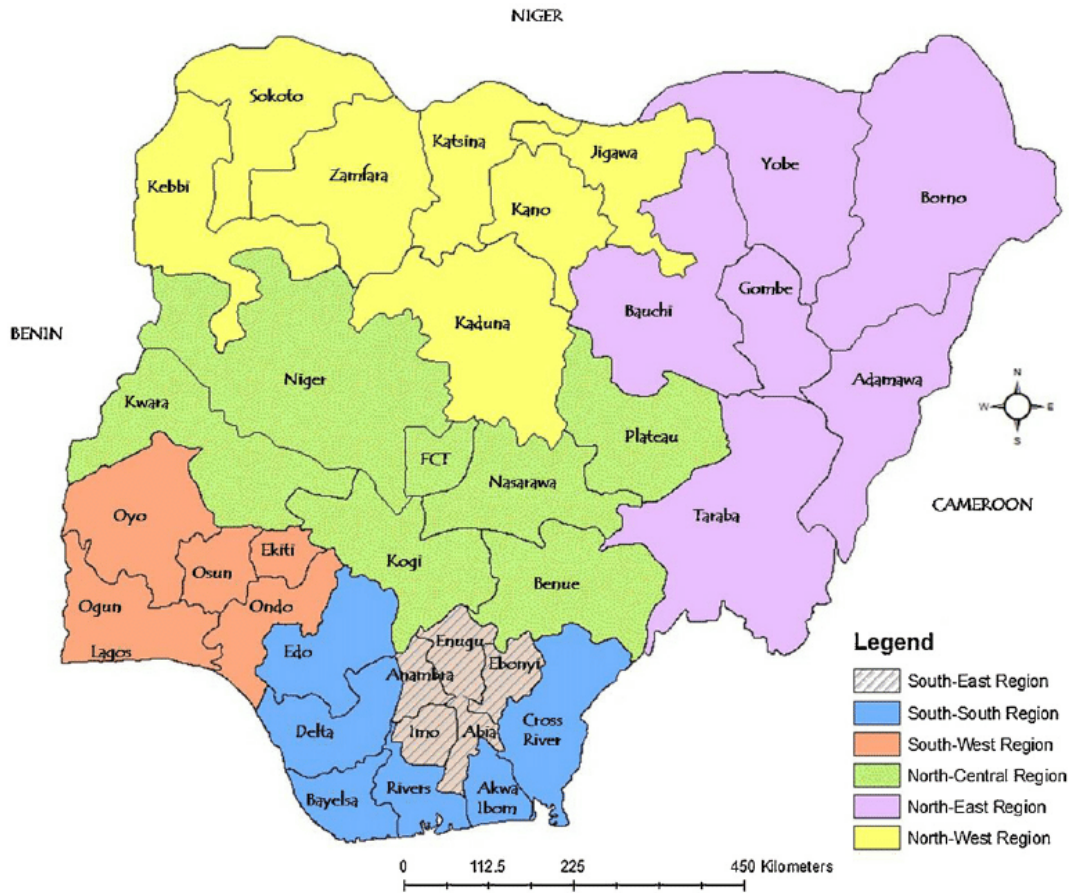 NIGER
Sokoto
Katsina
Jigawa
Zamfara
Yobe
Kebbi
Kano
Borno
Gombe
Bauchi
Kaduna
BENIN
Niger
Adamawa
N
W
E
S
Kwara
Plateau
FCT
Nasarawa
Oyo
Taraba
CAMEROON
Ekiti
Osun
Kogi
Benue
Ogun
Ondo
Lagos
Edo
Enugu
Ebonyi
Anambra
Delta
Imo
Abia
Cross
River
Bayelsa
Rivers
Akwa
Ibom
Legend
South-East Region
South-South Region
South-West Region
North-Central Region
North-East Region
North-West Region
0 112.5 225 450 Kilometers